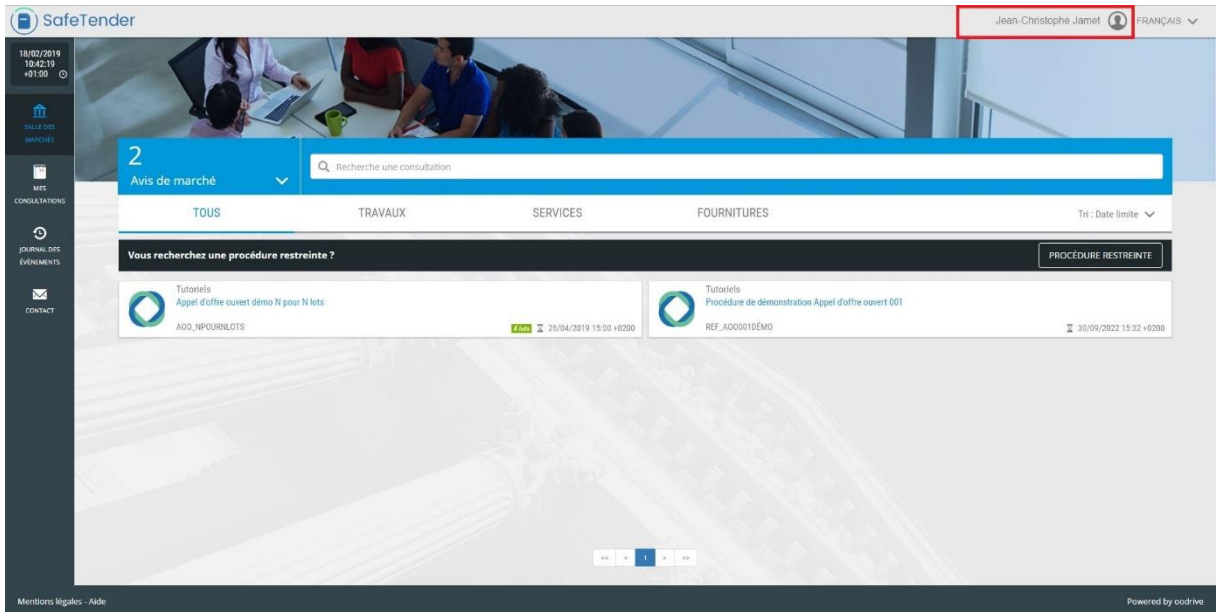 SafeTender
Jean-Christophe Jamet
FRANÇAIS
18/02/2019
10:42:19
+01:00
SALLE DES
MARCHÉS
MES
CONSULTATIONS
JOURNAL DES
ÉVÈNEMENTS
CONTACT
2
Avis de marché
Recherche une consultation
TOUS
TRAVAUX
SERVICES
FOURNITURES
Tri : Date limite
Vous recherchez une procédure restreinte ?
PROCÉDURE RESTREINTE
Tutoriels
Appel d'offre ouvert démo N pour N lots
AOO_NPOURNLOTS
4 lots 26/04/2019 15:00 +0200
Tutoriels
Procédure de démonstration Appel d'offre ouvert 001
REF_AOO001DÉMO
30/09/2022 15:32 +0200
<< < 1 > >>
Mentions légales - Aide
Powered by oodrive